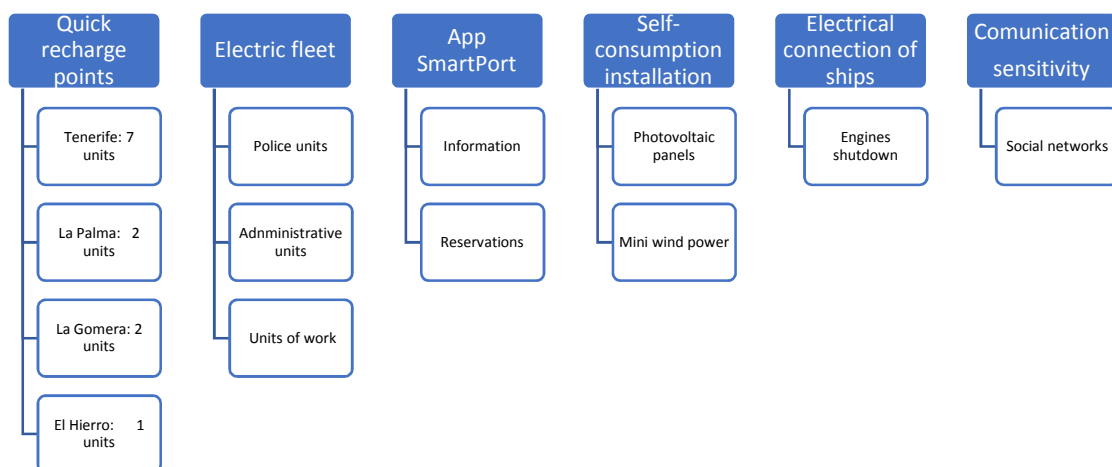 Quick
recharge
points
Tenerife: 7
units
La Palma: 2
units
La Gomera: 2
units
El Hierro: 1
units
Electric fleet
Police units
Adnministrative
units
Units of work
App
SmartPort
Information
Reservations
Self-
consumption
installation
Photovoltaic
panels
Mini wind power
Electrical
connection of
ships
Engines
shutdown
Comunication
sensitivity
Social networks